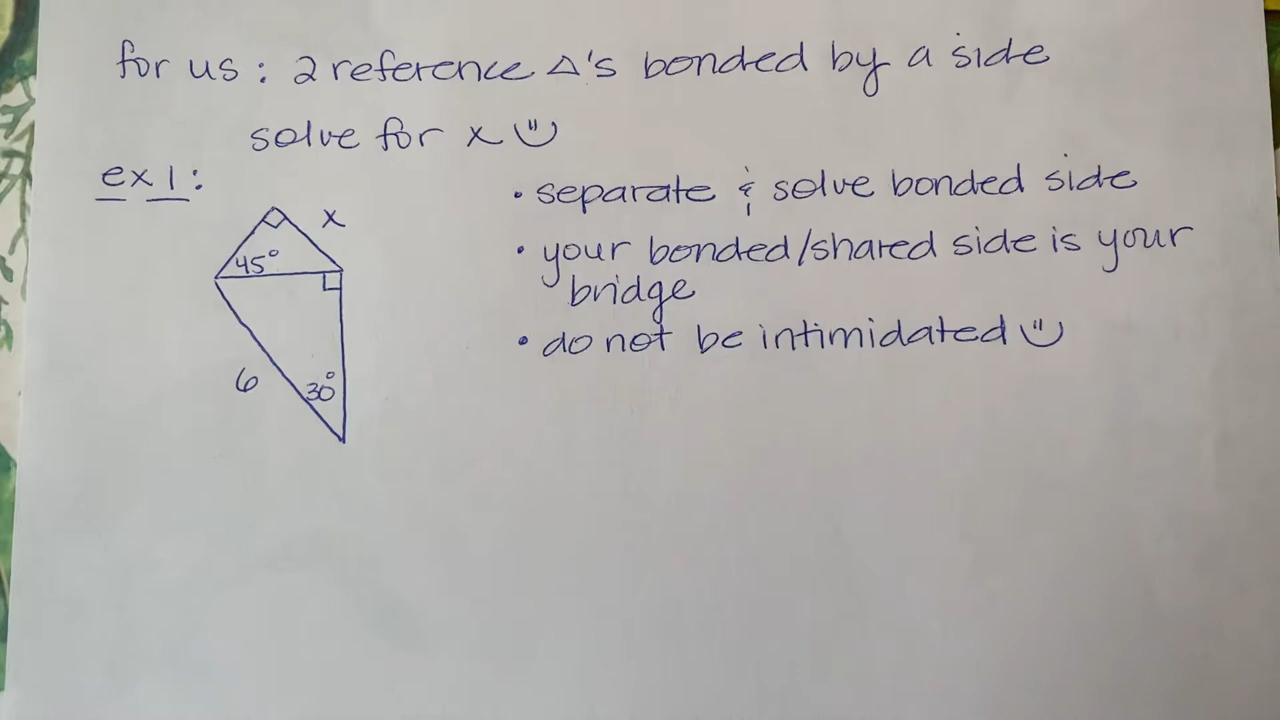 for us: 2 reference △'s bonded by a side
solve for x
ex 1:
• separate & solve bonded side
• your bonded/shared side is your
bridge
• do not be intimidated
x
45°
6
30°